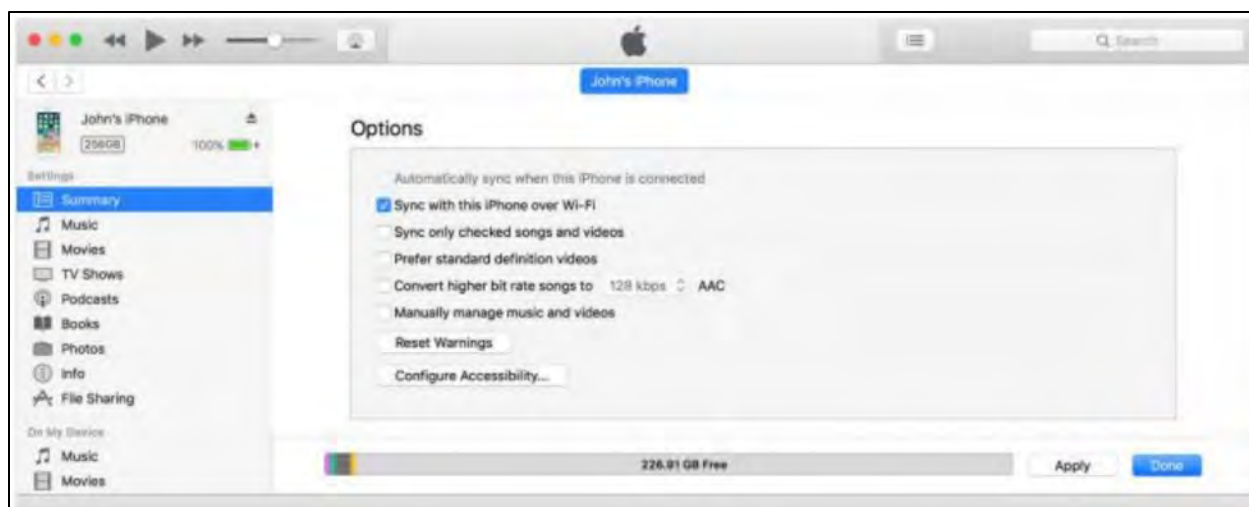 Search
John's iPhone
John's iPhone
256GB 100%
Settings
Summary
Music
Movies
TV Shows
Podcasts
Books
Photos
Info
File Sharing
On My Device
Music
Movies
Options
Automatically sync when this iPhone is connected
Sync with this iPhone over Wi-Fi
Sync only checked songs and videos
Prefer standard definition videos
Convert higher bit rate songs to 128 kbps AAC
Manually manage music and videos
Reset Warnings
Configure Accessibility...
226.91 GB Free
Apply Done